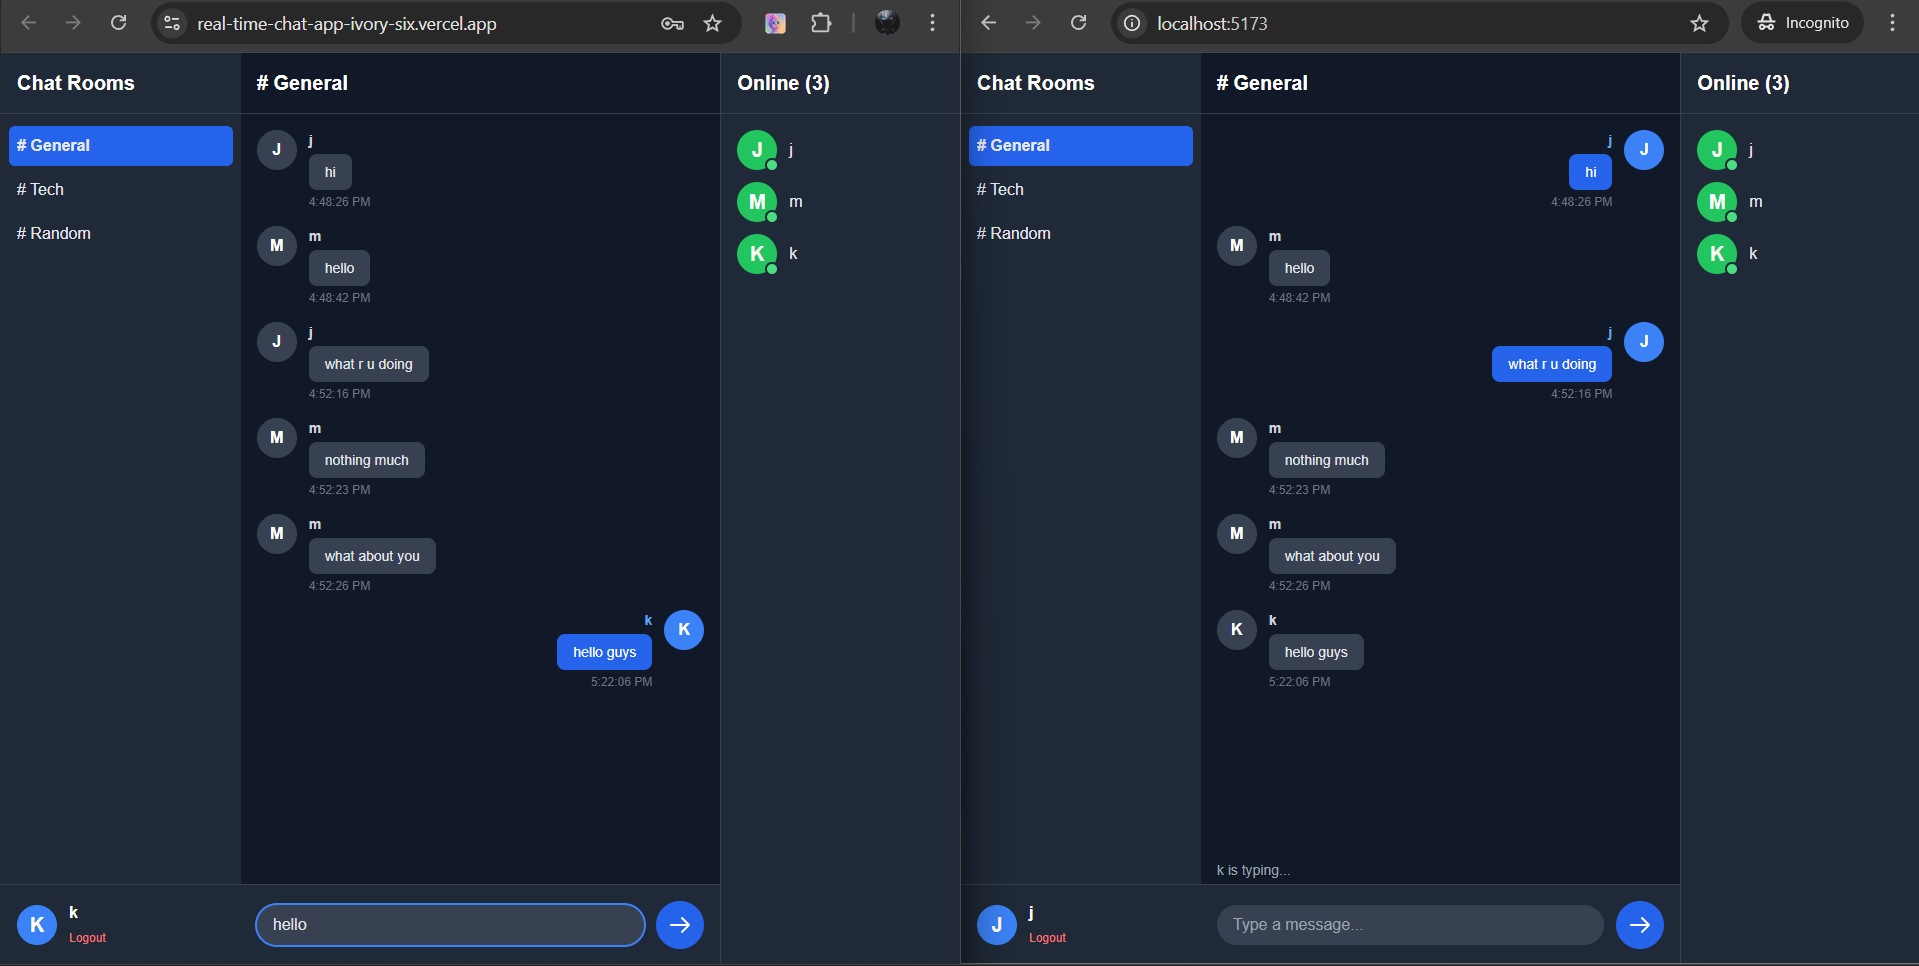 real-time-chat-app-ivory-six.vercel.app
Chat Rooms
# General
# Tech
# Random
K
k
Logout
# General
J
j
hi
4:48:26 PM
M
m
hello
4:48:42 PM
J
j
what r u doing
4:52:16 PM
M
m
nothing much
4:52:23 PM
M
m
what about you
4:52:26 PM
k
K
hello guys
5:22:06 PM
hello
Online (3)
J j
M m
K k
localhost:5173
Incognito
Chat Rooms
# General
# Tech
# Random
J
j
Logout
# General
j
J
hi
4:48:26 PM
M
m
hello
4:48:42 PM
j
J
what r u doing
4:52:16 PM
M
m
nothing much
4:52:23 PM
M
m
what about you
4:52:26 PM
K
k
hello guys
5:22:06 PM
k is typing...
Type a message...
Online (3)
J j
M m
K k